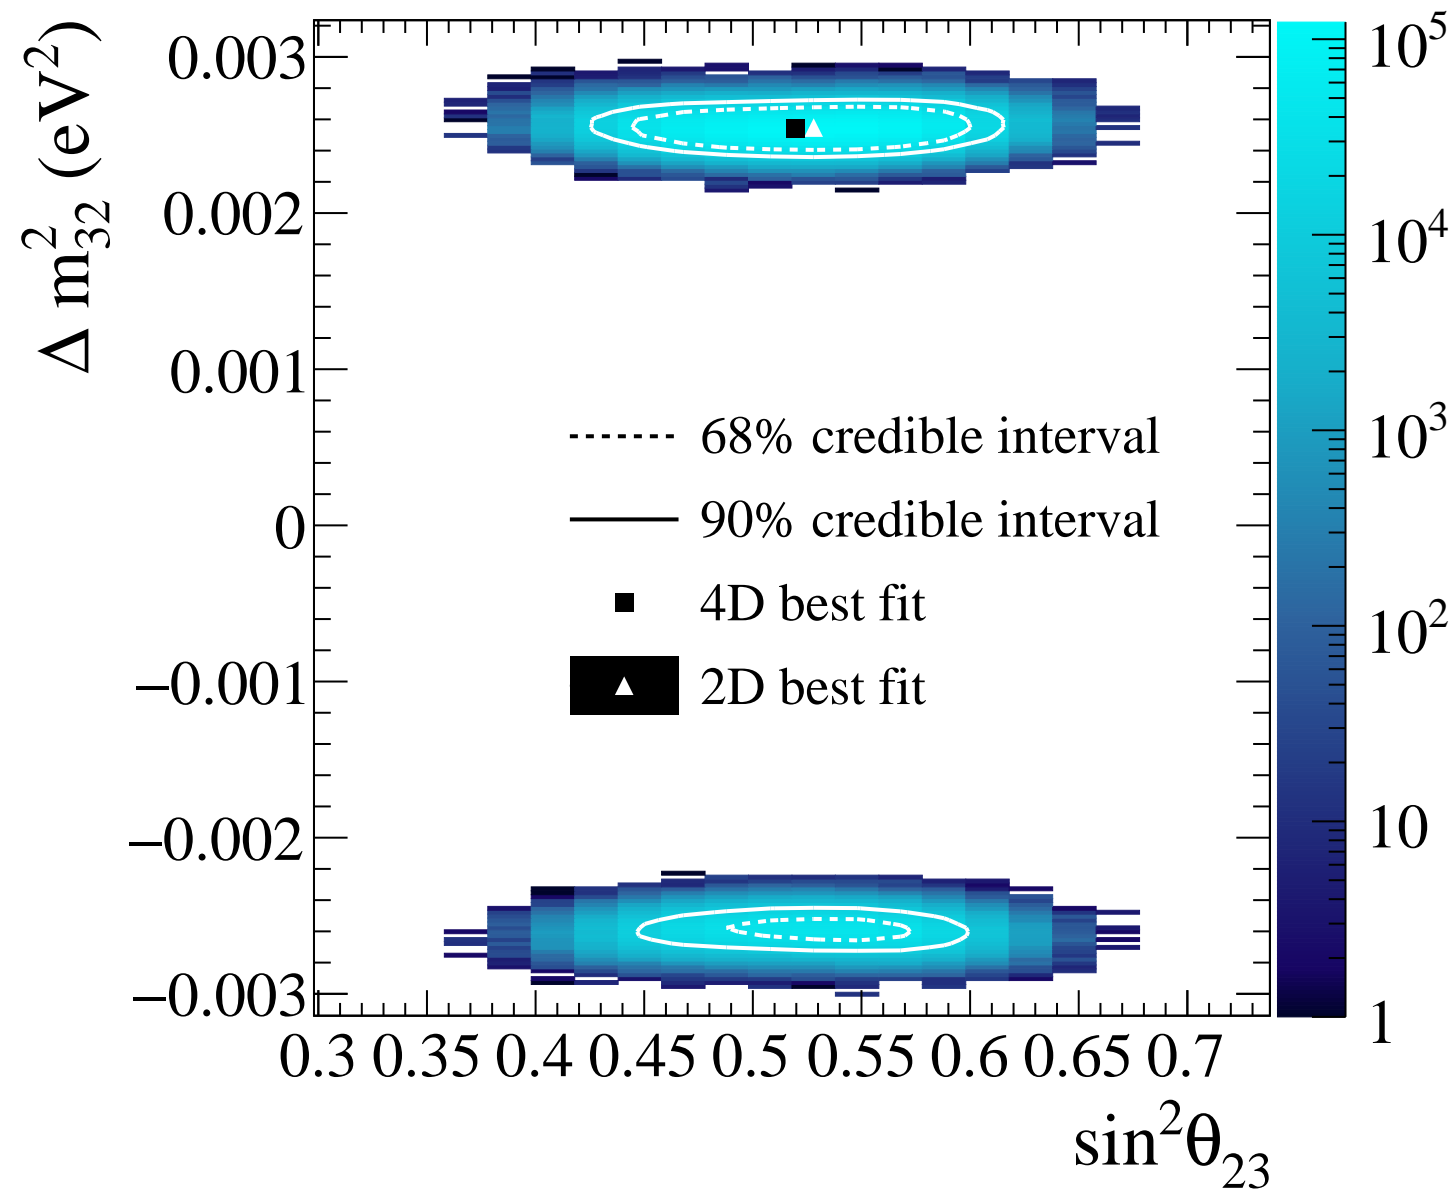 Δ m²₃₂ (eV²)
0.003
0.002
0.001
0
−0.001
−0.002
−0.003
68% credible interval
90% credible interval
4D best fit
2D best fit
10⁵
10⁴
10³
10²
10
1
0.3 0.35 0.4 0.45 0.5 0.55 0.6 0.65 0.7
sin²θ₂₃